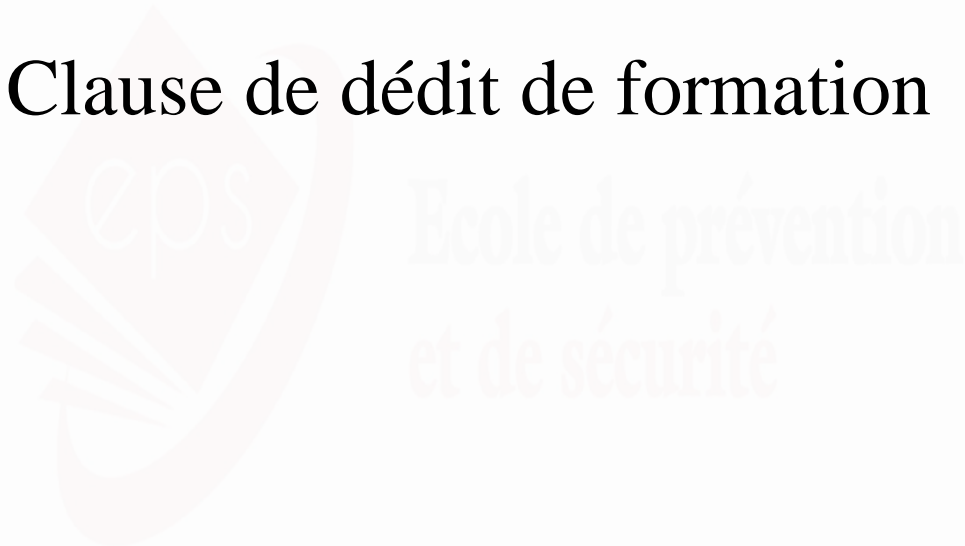 Clause de dédit de formation
eps
Ecole de prévention
et de sécurité